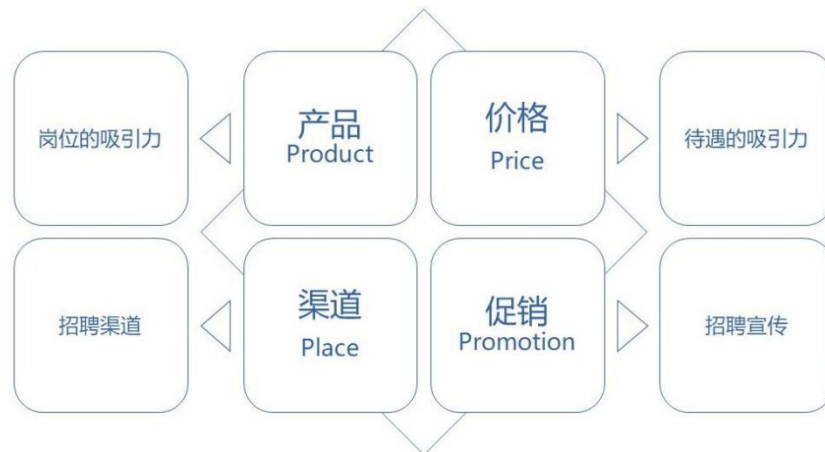 岗位的吸引力
产品
Product
价格
Price
待遇的吸引力
招聘渠道
渠道
Place
促销
Promotion
招聘宣传